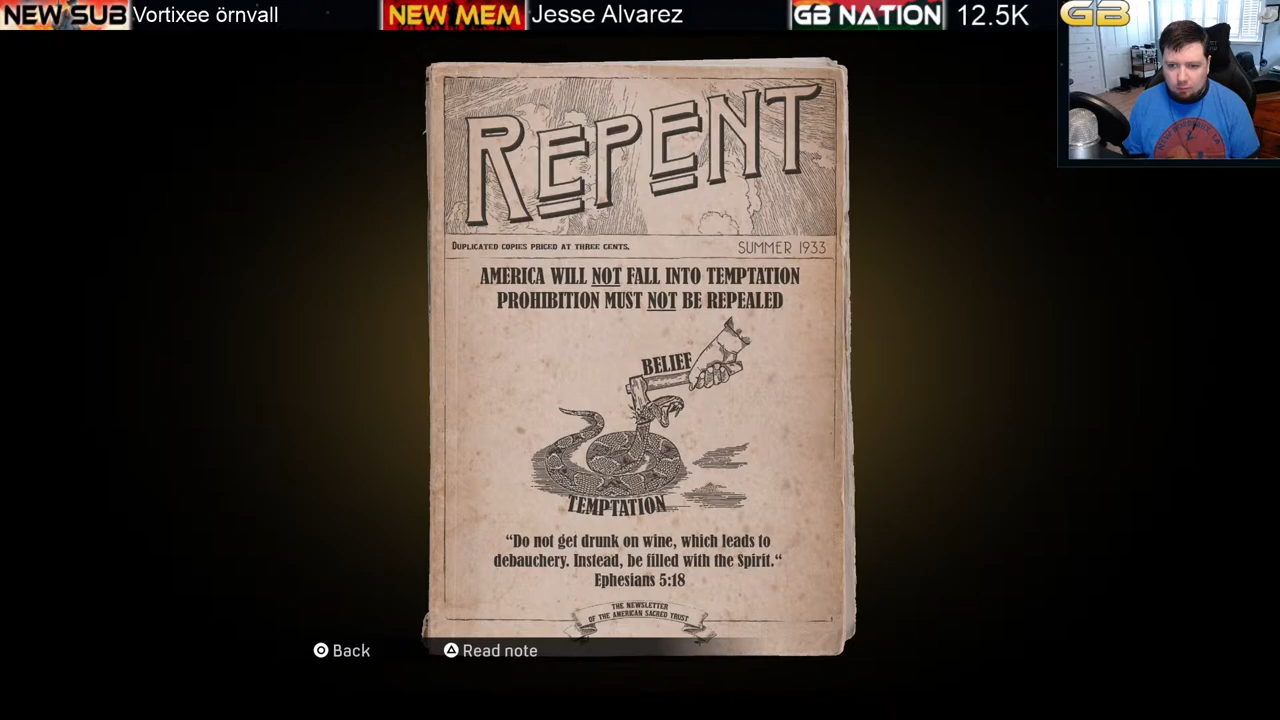 NEW SUB Vortixee örnvall NEW MEM Jesse Alvarez GB NATION 12.5K GB
REPENT
DUPLICATED COPIES PRICED AT THREE CENTS. SUMMER 1933
AMERICA WILL NOT FALL INTO TEMPTATION
PROHIBITION MUST NOT BE REPEALED
BELIEF
TEMPTATION
“Do not get drunk on wine, which leads to
debauchery. Instead, be filled with the Spirit.“
Ephesians 5:18
THE NEWSLETTER
OF THE AMERICAN SACRED TRUST
Back Read note